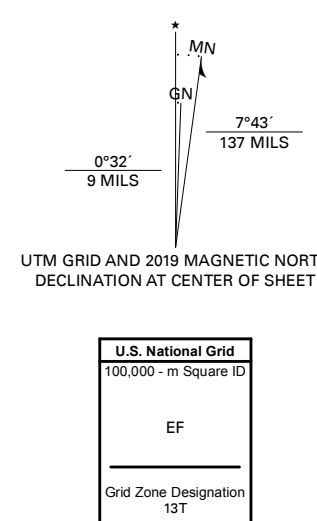 ★
MN
GN
7°43´
137 MILS
0°32´
9 MILS
UTM GRID AND 2019 MAGNETIC NORT
DECLINATION AT CENTER OF SHEET
U.S. National Grid
100,000 - m Square ID
EF
Grid Zone Designation
13T